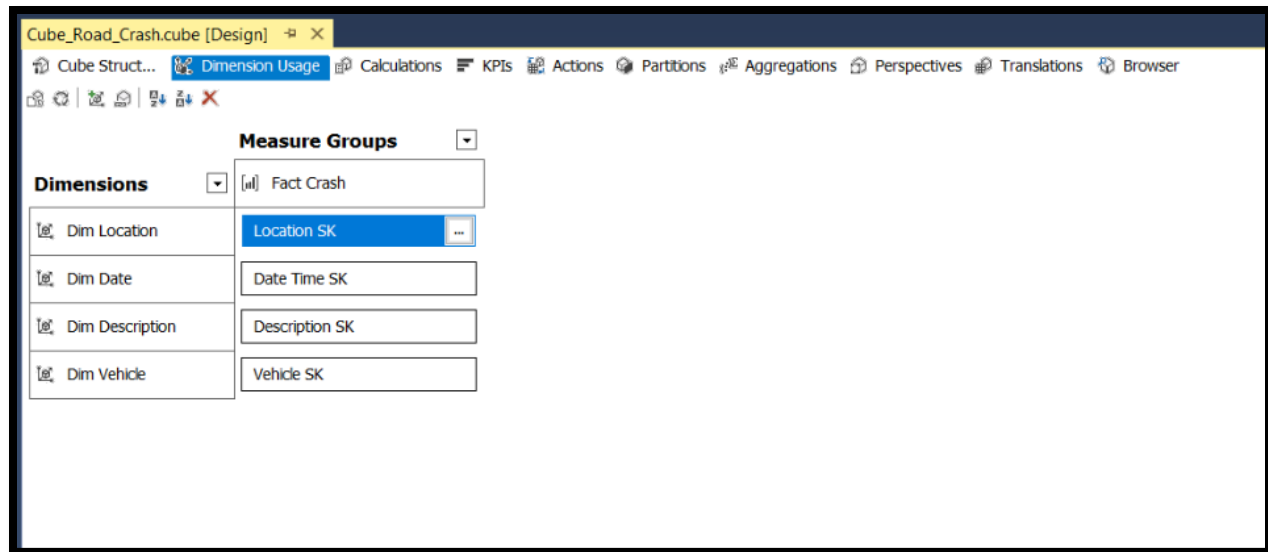 Cube_Road_Crash.cube [Design]
Cube Struct... Dimension Usage Calculations KPIs Actions Partitions Aggregations Perspectives Translations Browser
Measure Groups
Dimensions Fact Crash
Dim Location Location SK ...
Dim Date Date Time SK
Dim Description Description SK
Dim Vehicle Vehicle SK